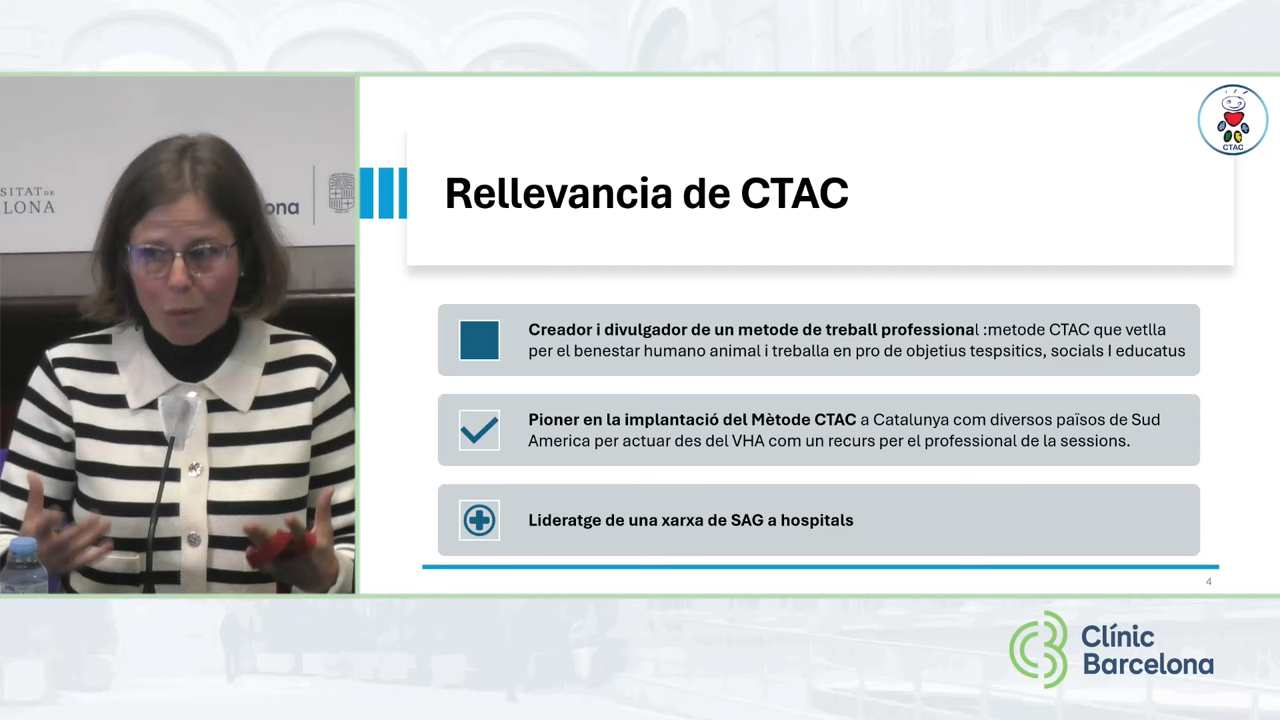 SITAT DE
LONA
ona
CTAC
Rellevancia de CTAC
Creador i divulgador de un metode de treball professional :metode CTAC que vetlla
per el benestar humano animal i treballa en pro de objetius tespsitics, socials I educatus
Pioner en la implantació del Mètode CTAC a Catalunya com diversos països de Sud
America per actuar des del VHA com un recurs per el professional de la sessions.
Lideratge de una xarxa de SAG a hospitals
4
Clínic
Barcelona